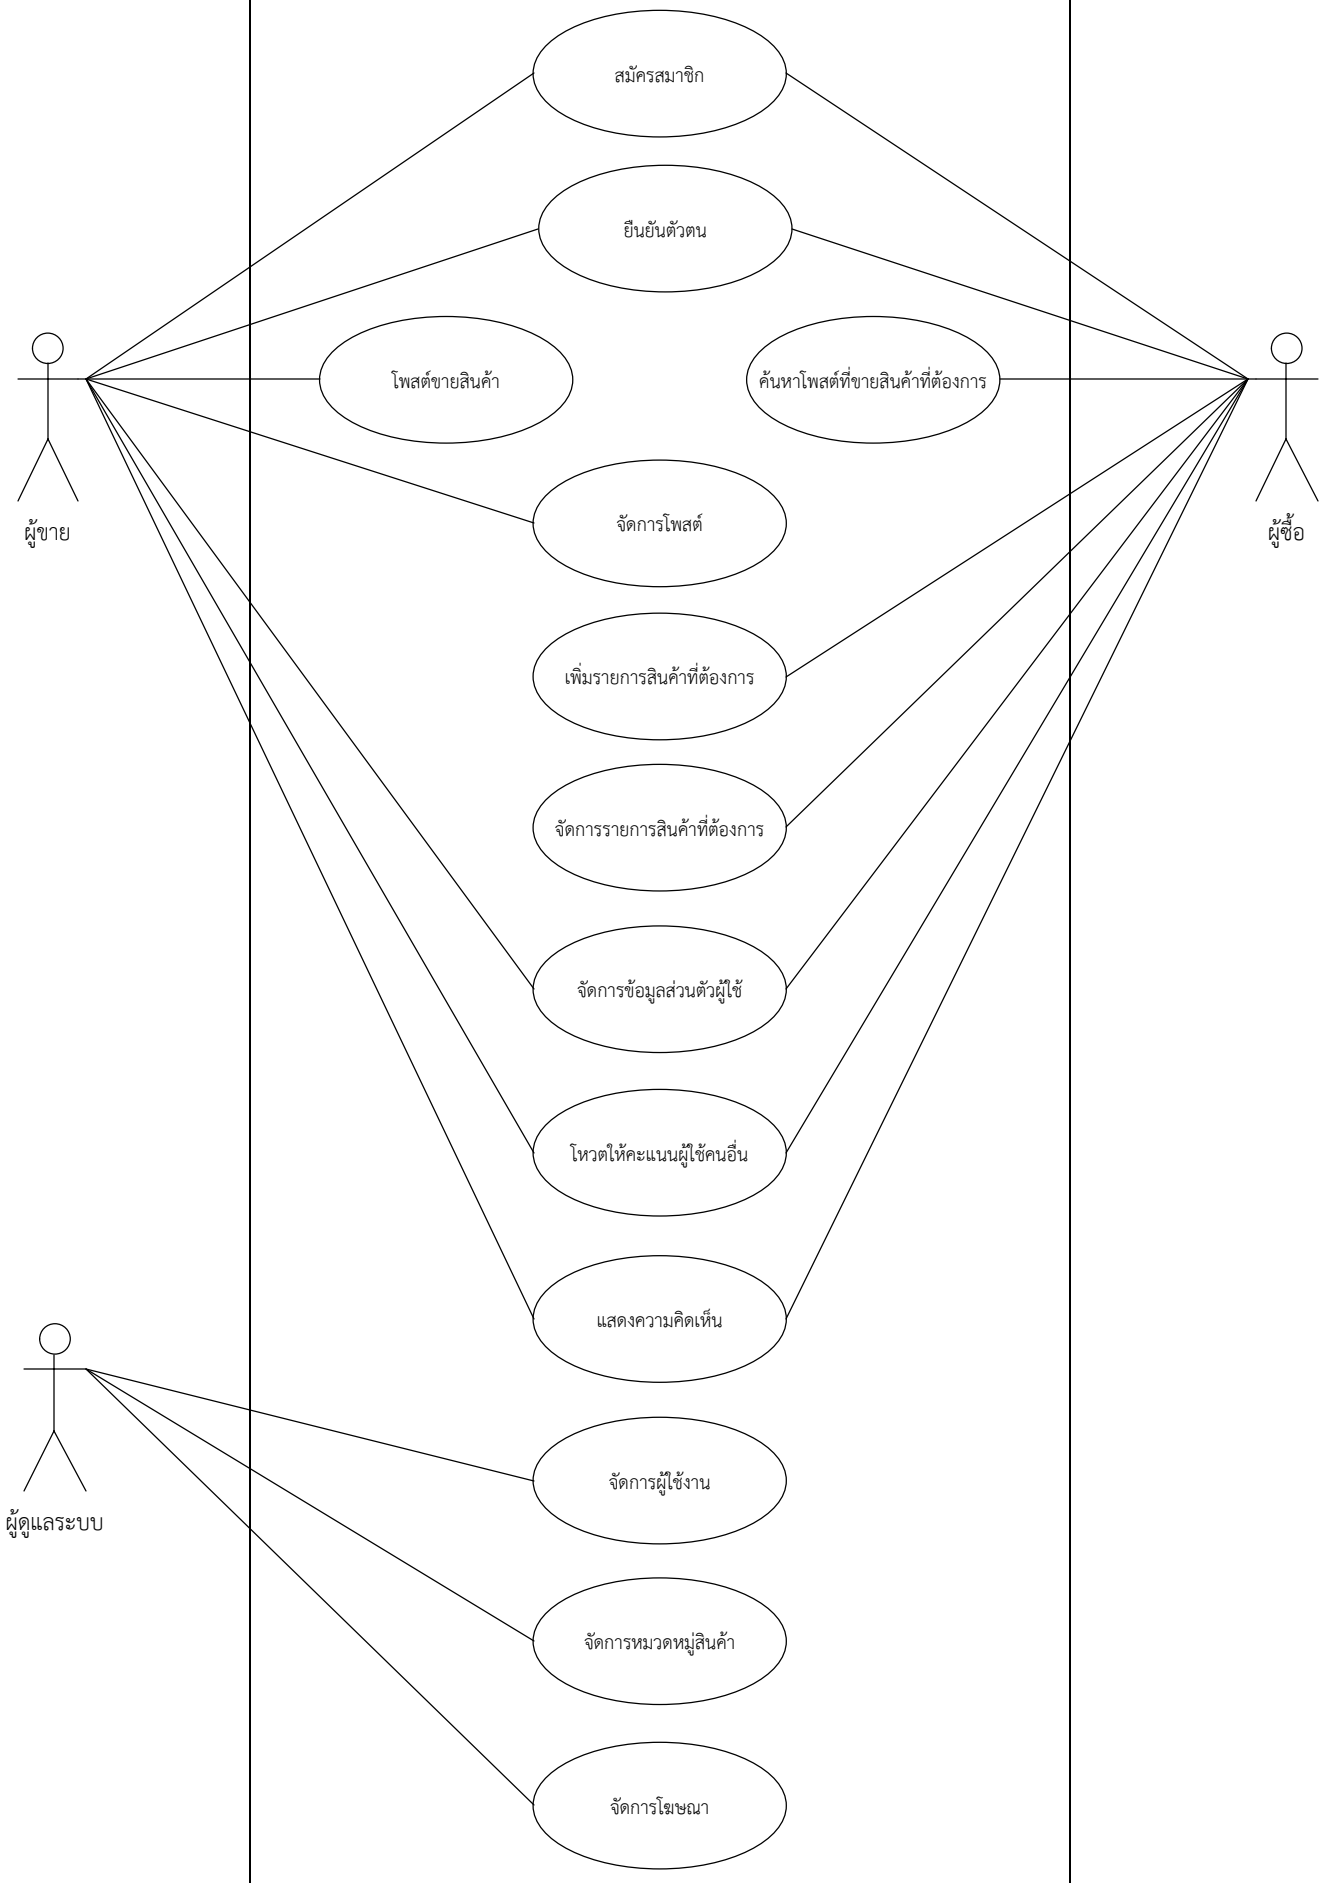 สมัครสมาชิก
ยืนยันตัวตน
โพสต์ขายสินค้า
ค้นหาโพสต์ที่ขายสินค้าที่ต้องการ
จัดการโพสต์
ผู้ขาย
ผู้ซื้อ
เพิ่มรายการสินค้าที่ต้องการ
จัดการรายการสินค้าที่ต้องการ
จัดการข้อมูลส่วนตัวผู้ใช้
โหวตให้คะแนนผู้ใช้คนอื่น
แสดงความคิดเห็น
จัดการผู้ใช้งาน
ผู้ดูแลระบบ
จัดการหมวดหมู่สินค้า
จัดการโฆษณา